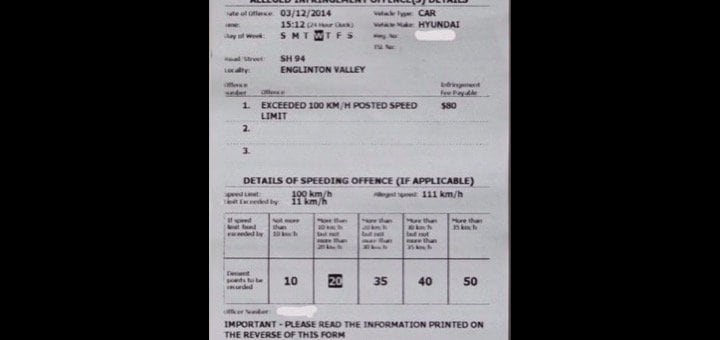 ALLEGED INFRINGEMENT OFFENCE(S) DETAILS
Date of Offence: 03/12/2014 Vehicle Type: CAR
Time: 15:12 (24 Hour Clock) Vehicle Make: HYUNDAI
Day of Week: S M T W T F S Reg. No:
TSL No:
Road/Street: SH 94
Locality: ENGLINTON VALLEY
Offence Number Offence Infringement Fee Payable
1. EXCEEDED 100 KM/H POSTED SPEED LIMIT $80
2.
3.
DETAILS OF SPEEDING OFFENCE (IF APPLICABLE)
Speed Limit: 100 km/h Alleged Speed: 111 km/h
Limit Exceeded by: 11 km/h
If speed limit fixed exceeded by Not more than 10 km/h More than 10 km/h but not more than 20 km/h More than 20 km/h but not more than 30 km/h More than 30 km/h but not more than 35 km/h More than 35 km/h
Demerit points to be recorded 10 20 35 40 50
Officer Number:
IMPORTANT - PLEASE READ THE INFORMATION PRINTED ON
THE REVERSE OF THIS FORM